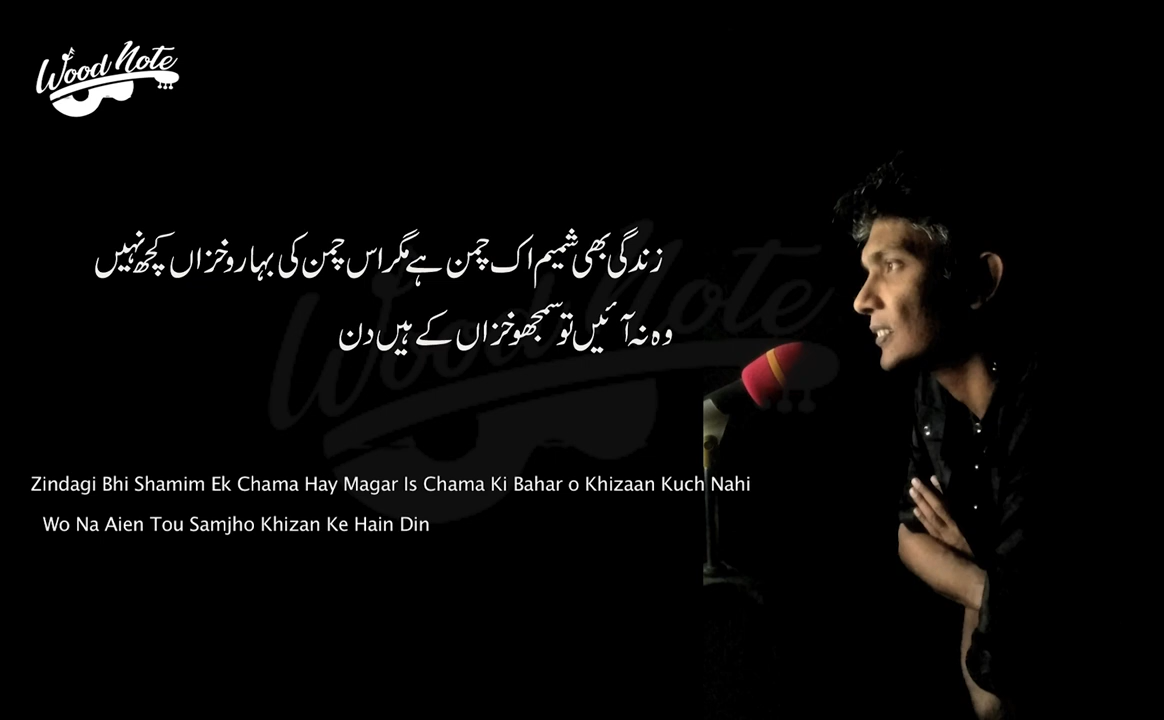 Wood Note
زندگی بھی شمیم اک چمن ہے مگر اس چمن کی بہار و خزاں کچھ نہیں
وہ نہ آئیں تو سمجھو خزاں کے ہیں دن
Wood Note
Zindagi Bhi Shamim Ek Chama Hay Magar Is Chama Ki Bahar o Khizaan Kuch Nahi
Wo Na Aien Tou Samjho Khizan Ke Hain Din